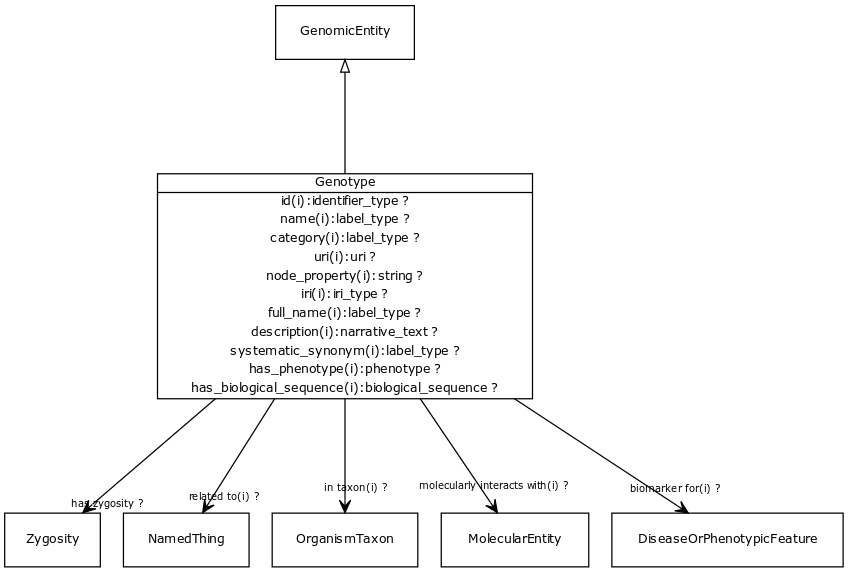 GenomicEntity
Genotype
id(i):identifier_type ?
name(i):label_type ?
category(i):label_type ?
uri(i):uri ?
node_property(i):string ?
iri(i):iri_type ?
full_name(i):label_type ?
description(i):narrative_text ?
systematic_synonym(i):label_type ?
has_phenotype(i):phenotype ?
has_biological_sequence(i):biological_sequence ?
has zygosity ?
related to(i) ?
in taxon(i) ?
molecularly interacts with(i) ?
biomarker for(i) ?
Zygosity
NamedThing
OrganismTaxon
MolecularEntity
DiseaseOrPhenotypicFeature